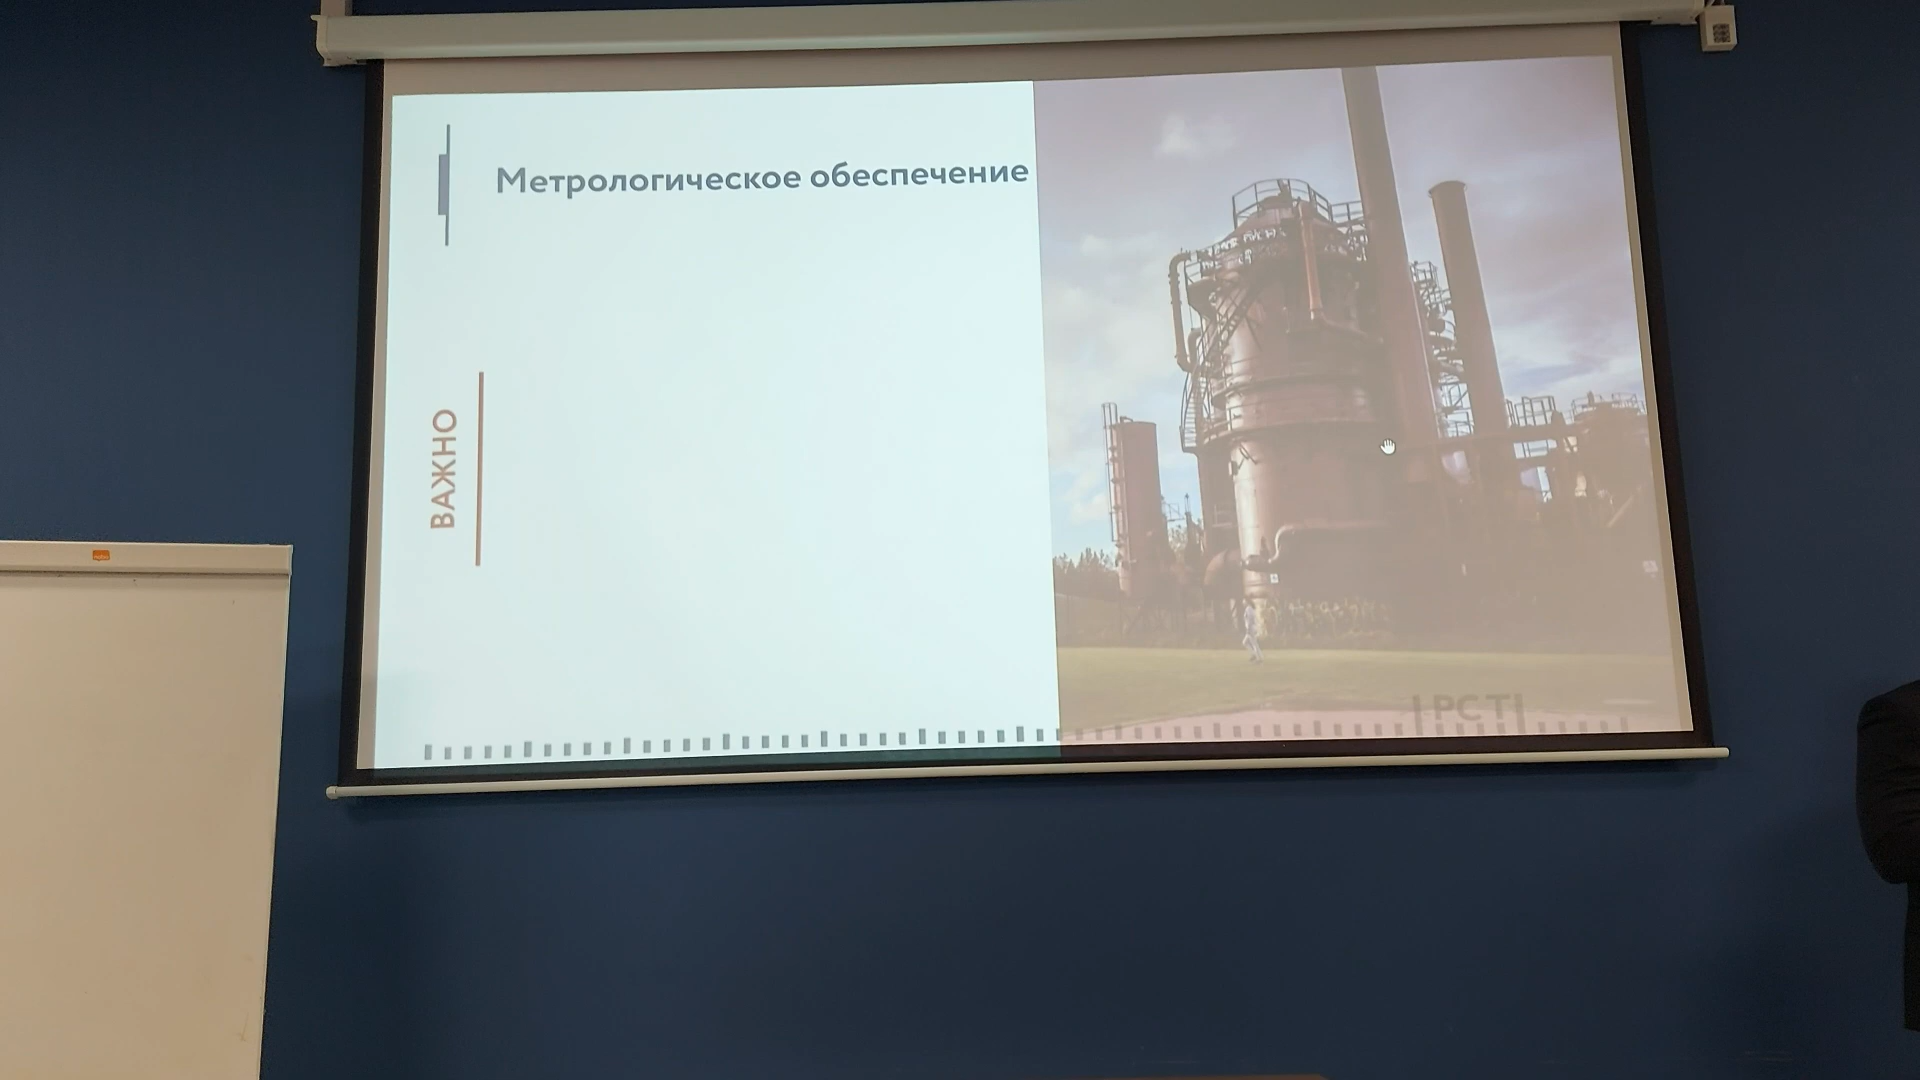 Метрологическое обеспечение
ВАЖНО
РСТ